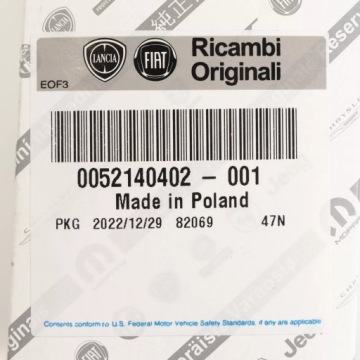 LANCIA FIAT Ricambi
Originali
EOF3
0052140402 - 001
Made in Poland
PKG 2022/12/29 82069 47N
Contents conform to U.S. Federal Motor Vehicle Safety Standards, if any are applicable